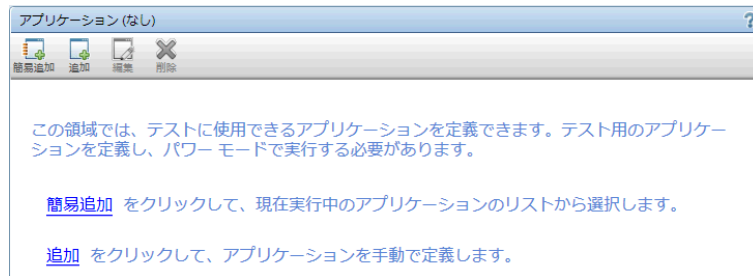 アプリケーション (なし)
?
簡易追加 追加 編集 削除
この領域では、テストに使用できるアプリケーションを定義できます。テスト用のアプリケー
ションを定義し、パワー モードで実行する必要があります。
簡易追加 をクリックして、現在実行中のアプリケーションのリストから選択します。
追加 をクリックして、アプリケーションを手動で定義します。